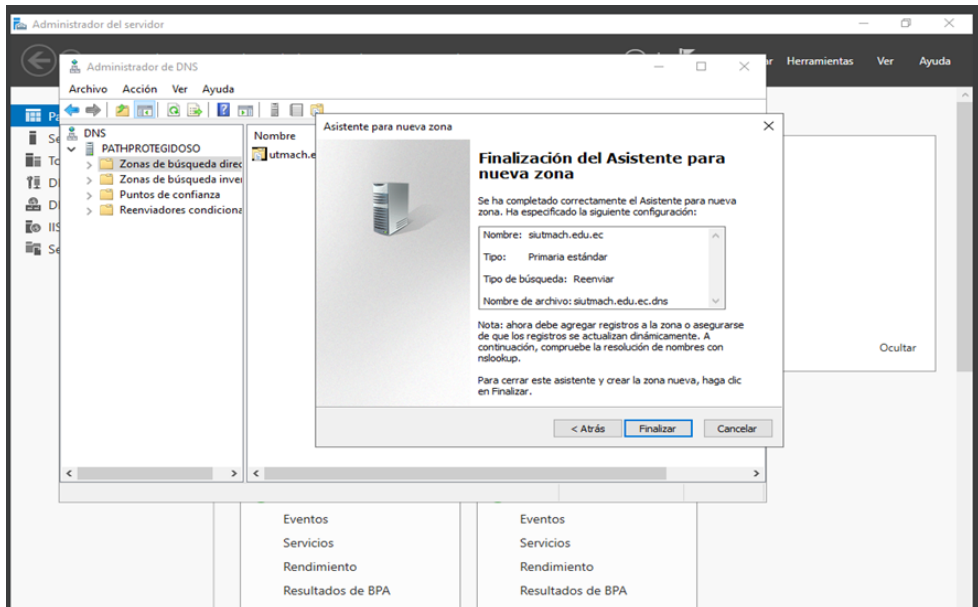 Administrador del servidor
Herramientas Ver Ayuda
Administrador de DNS
Archivo Acción Ver Ayuda
DNS
PATHPROTEGIDOSO
Zonas de búsqueda direc
Zonas de búsqueda inver
Puntos de confianza
Reenviadores condiciona
Nombre
utmach.e
Asistente para nueva zona
Finalización del Asistente para
nueva zona
Se ha completado correctamente el Asistente para nueva
zona. Ha especificado la siguiente configuración:
Nombre: siutmach.edu.ec
Tipo: Primaria estándar
Tipo de búsqueda: Reenviar
Nombre de archivo: siutmach.edu.ec.dns
Nota: ahora debe agregar registros a la zona o asegurarse
de que los registros se actualizan dinámicamente. A
continuación, compruebe la resolución de nombres con
nslookup.
Para cerrar este asistente y crear la zona nueva, haga clic
en Finalizar.
< Atrás Finalizar Cancelar
Ocultar
Eventos Eventos
Servicios Servicios
Rendimiento Rendimiento
Resultados de BPA Resultados de BPA